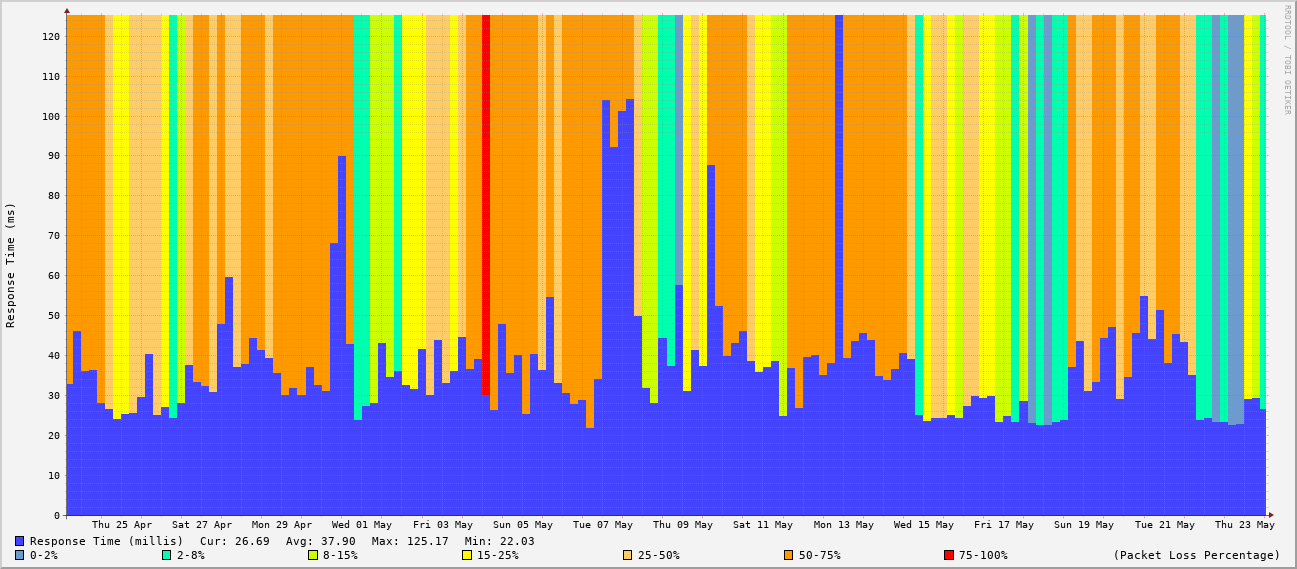 RRDTOOL / TOBI OETIKER
Response Time (ms)
120
110
100
90
80
70
60
50
40
30
20
10
0
Thu 25 Apr Sat 27 Apr Mon 29 Apr Wed 01 May Fri 03 May Sun 05 May Tue 07 May Thu 09 May Sat 11 May Mon 13 May Wed 15 May Fri 17 May Sun 19 May Tue 21 May Thu 23 May
Response Time (millis) Cur: 26.69 Avg: 37.90 Max: 125.17 Min: 22.03
0-2% 2-8% 8-15% 15-25% 25-50% 50-75% 75-100% (Packet Loss Percentage)